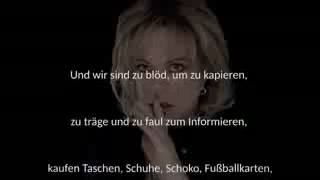 Und wir sind zu blöd, um zu kapieren,
zu träge und zu faul zum Informieren,
kaufen Taschen, Schuhe, Schoko, Fußballkarten,